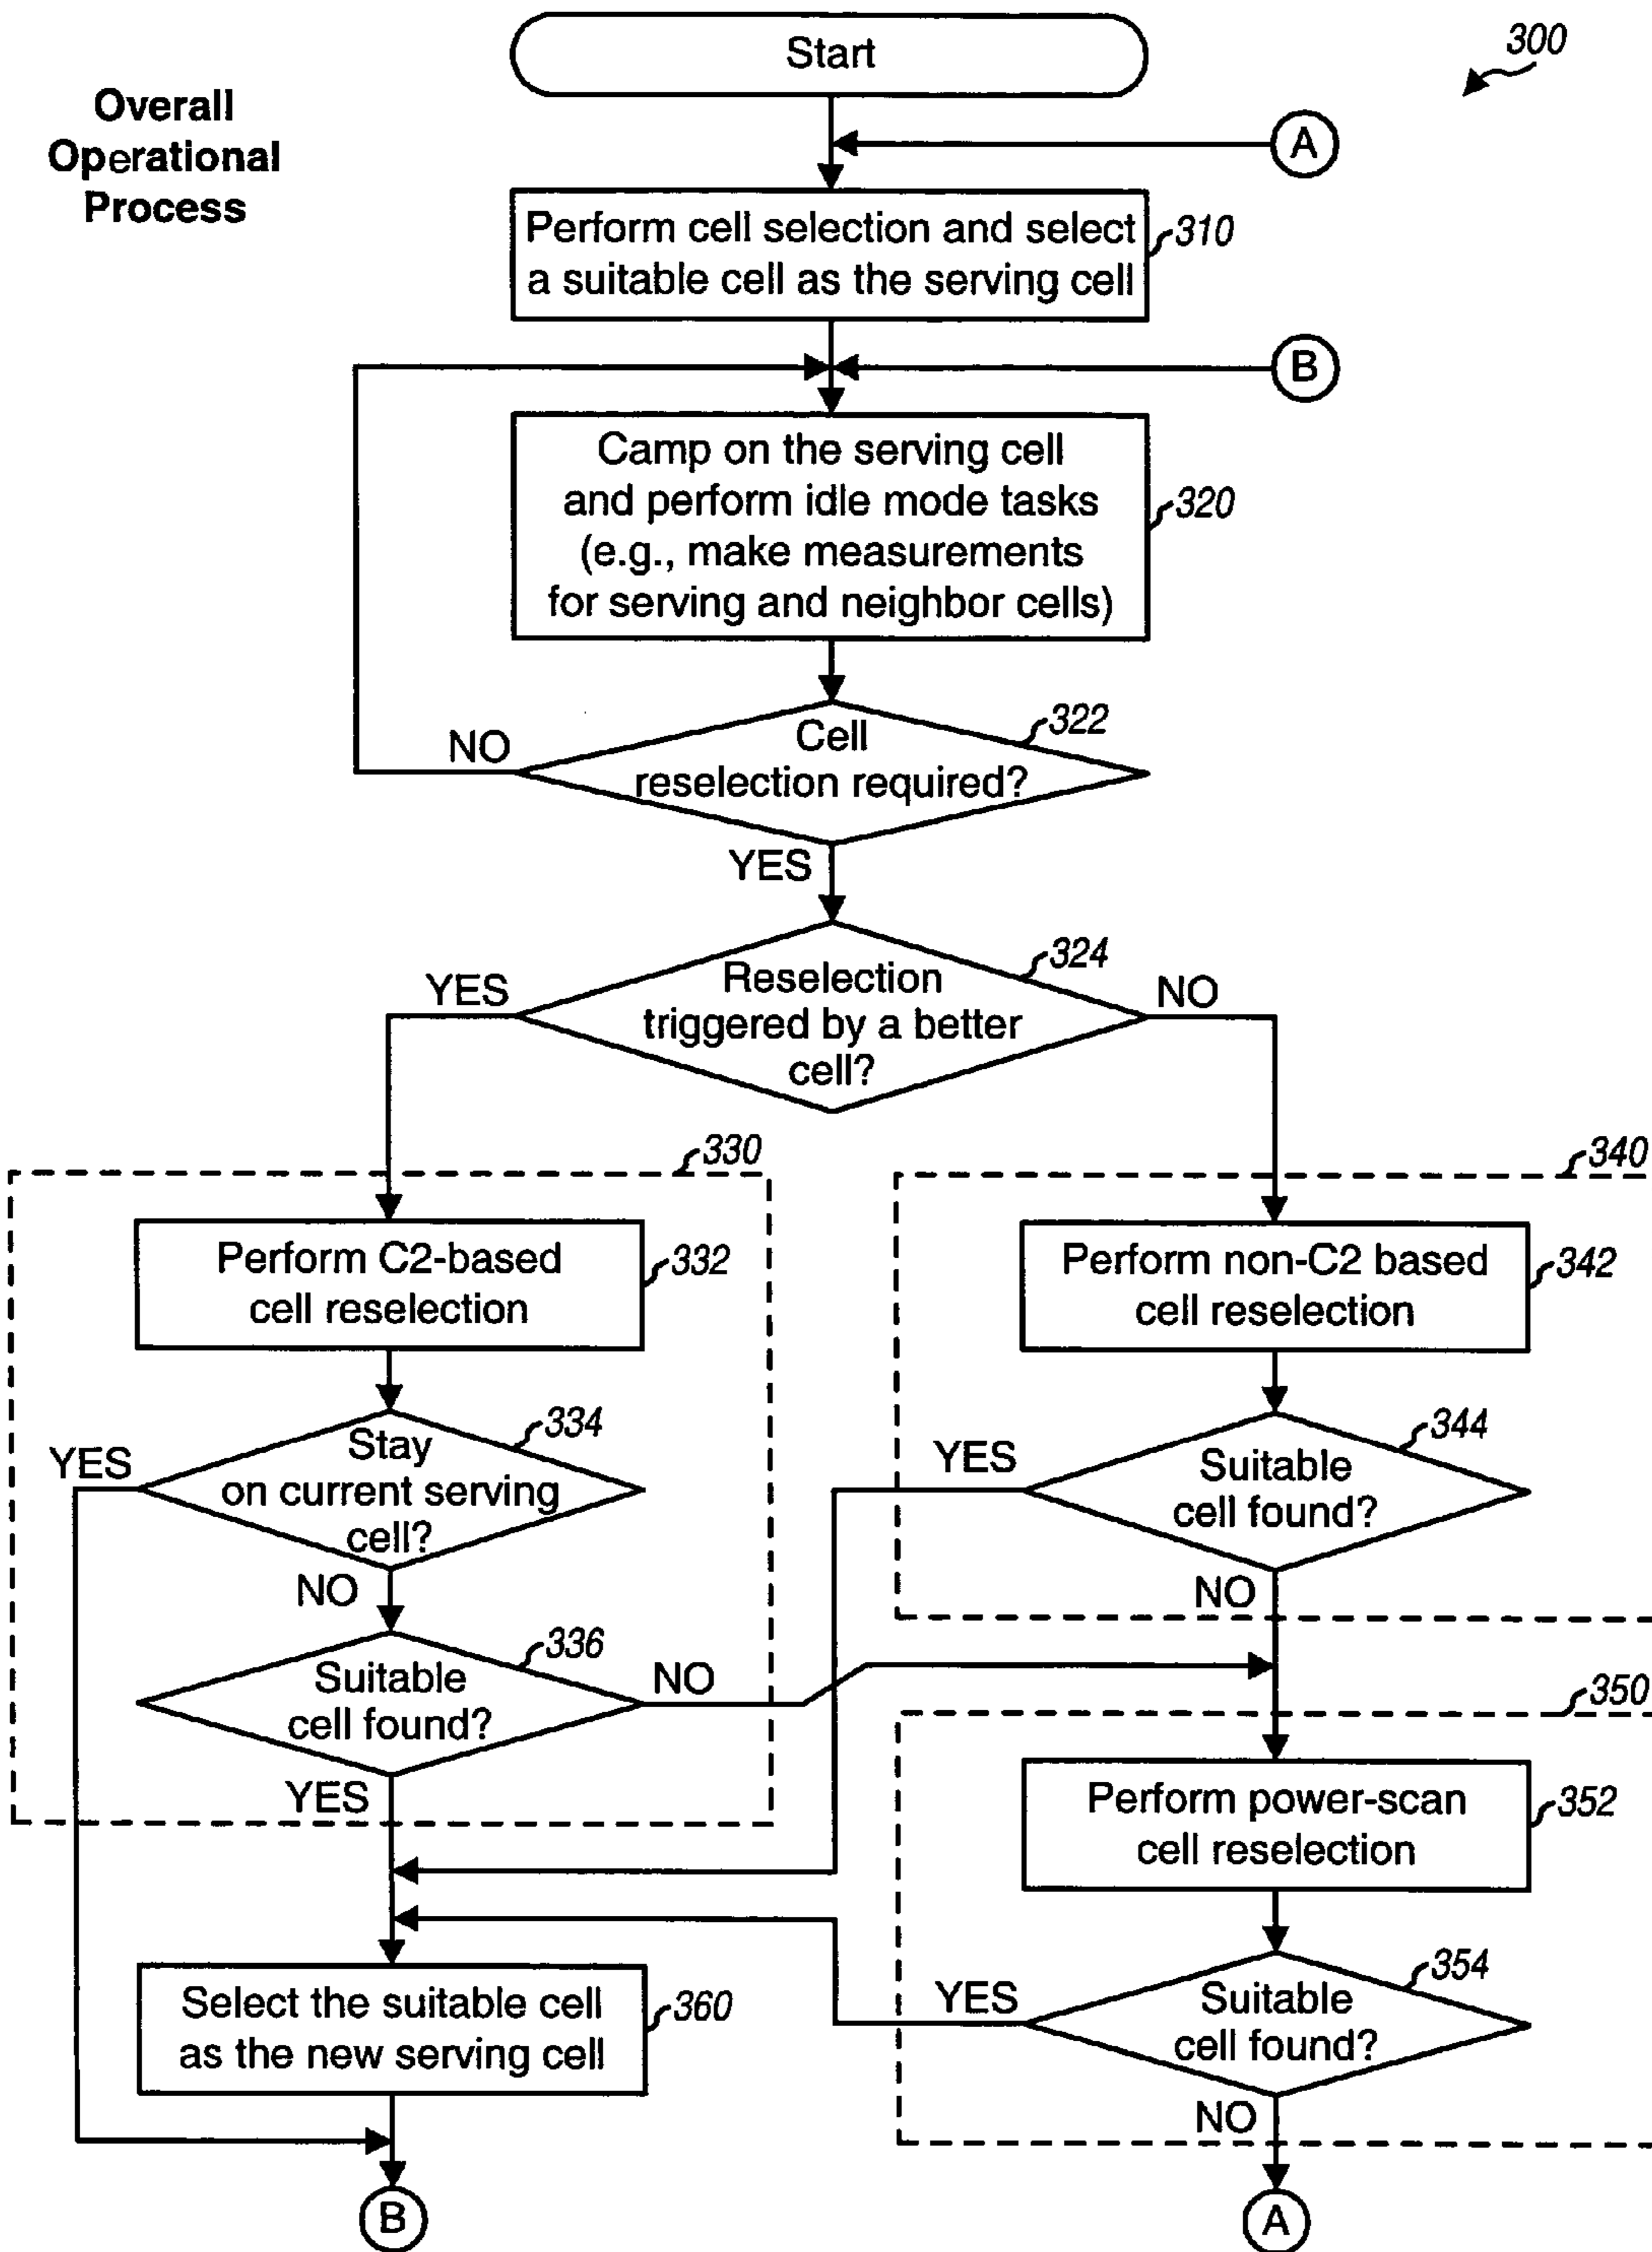 Start
300
Overall
Operational
Process
A
Perform cell selection and select
a suitable cell as the serving cell
310
B
Camp on the serving cell
and perform idle mode tasks
(e.g., make measurements
for serving and neighbor cells)
320
Cell
reselection required?
322
NO
YES
Reselection
triggered by a better
cell?
324
YES
NO
330
340
Perform C2-based
cell reselection
332
Perform non-C2 based
cell reselection
342
Stay
on current serving
cell?
334
YES
NO
Suitable
cell found?
344
YES
NO
Suitable
cell found?
336
NO
YES
350
Perform power-scan
cell reselection
352
Select the suitable cell
as the new serving cell
360
Suitable
cell found?
354
YES
NO
B
A